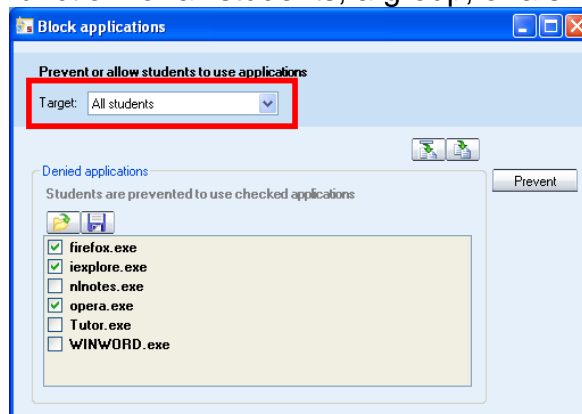 Block applications
Prevent or allow students to use applications
Target: All students
Denied applications
Students are prevented to use checked applications
Prevent
firefox.exe
iexplore.exe
nlnotes.exe
opera.exe
Tutor.exe
WINWORD.exe